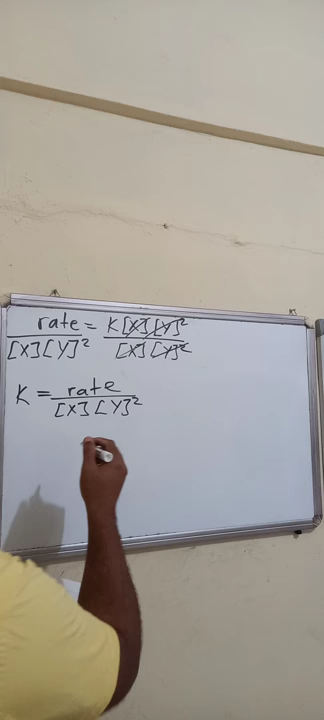 rate = K[X][Y]²
[X][Y]² [X][Y]²
K = rate
[X][Y]²